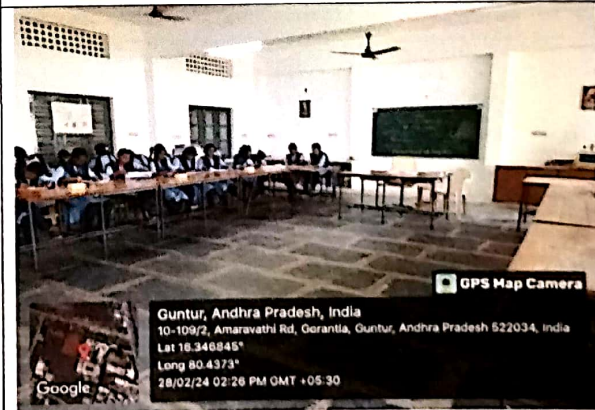 GPS Map Camera
Guntur, Andhra Pradesh, India
10-109/2, Amaravathi Rd, Gorantla, Guntur, Andhra Pradesh 522034, India
Lat 16.346845°
Long 80.4373°
28/02/24 02:26 PM GMT +05:30
Google